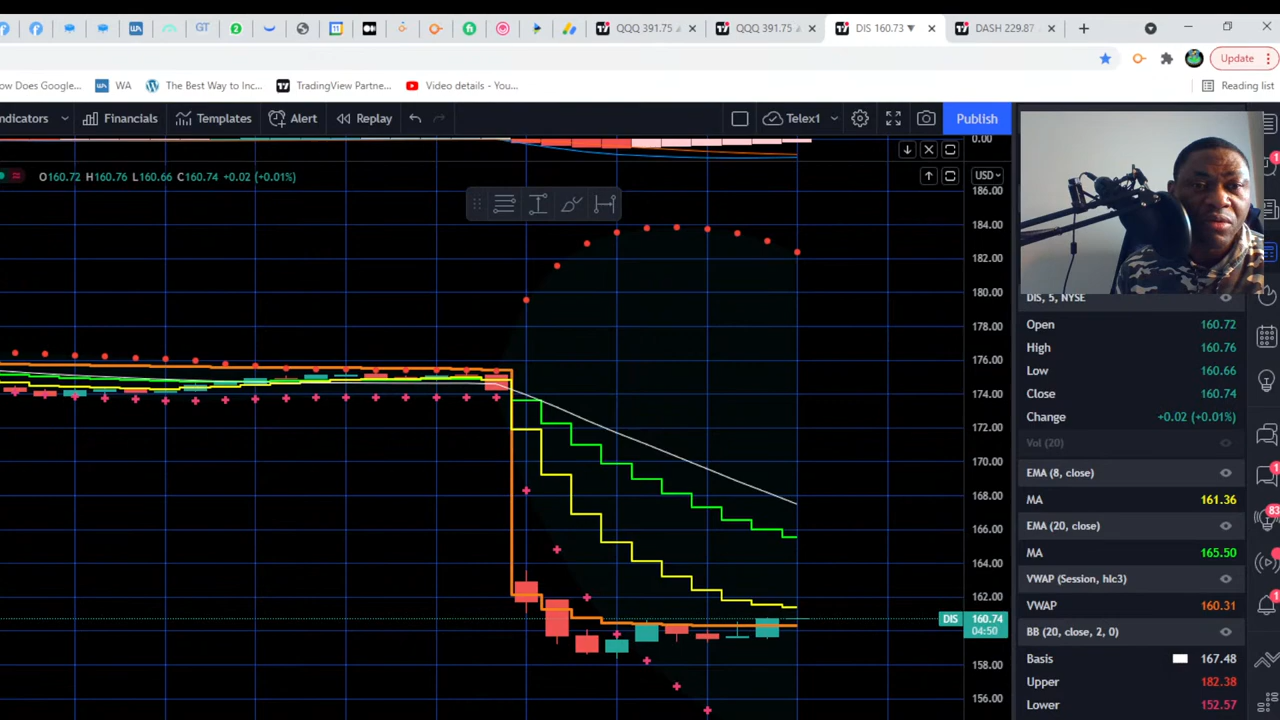 GT
QQQ 391.75
QQQ 391.75
DIS 160.73 ▼
DASH 229.87
Update
ow Does Google...
WA
The Best Way to Inc...
TradingView Partne...
Video details - You...
Reading list
ndicators
Financials
Templates
Alert
Replay
Telex1
Publish
0.00
O160.72 H160.76 L160.66 C160.74 +0.02 (+0.01%)
USD
186.00
184.00
182.00
180.00
178.00
176.00
174.00
172.00
170.00
168.00
166.00
164.00
162.00
DIS 160.74
04:50
158.00
156.00
DIS, 5, NYSE
Open 160.72
High 160.76
Low 160.66
Close 160.74
Change +0.02 (+0.01%)
Vol (20)
EMA (8, close)
MA 161.36
EMA (20, close)
MA 165.50
VWAP (Session, hlc3)
VWAP 160.31
BB (20, close, 2, 0)
Basis 167.48
Upper 182.38
Lower 152.57
83